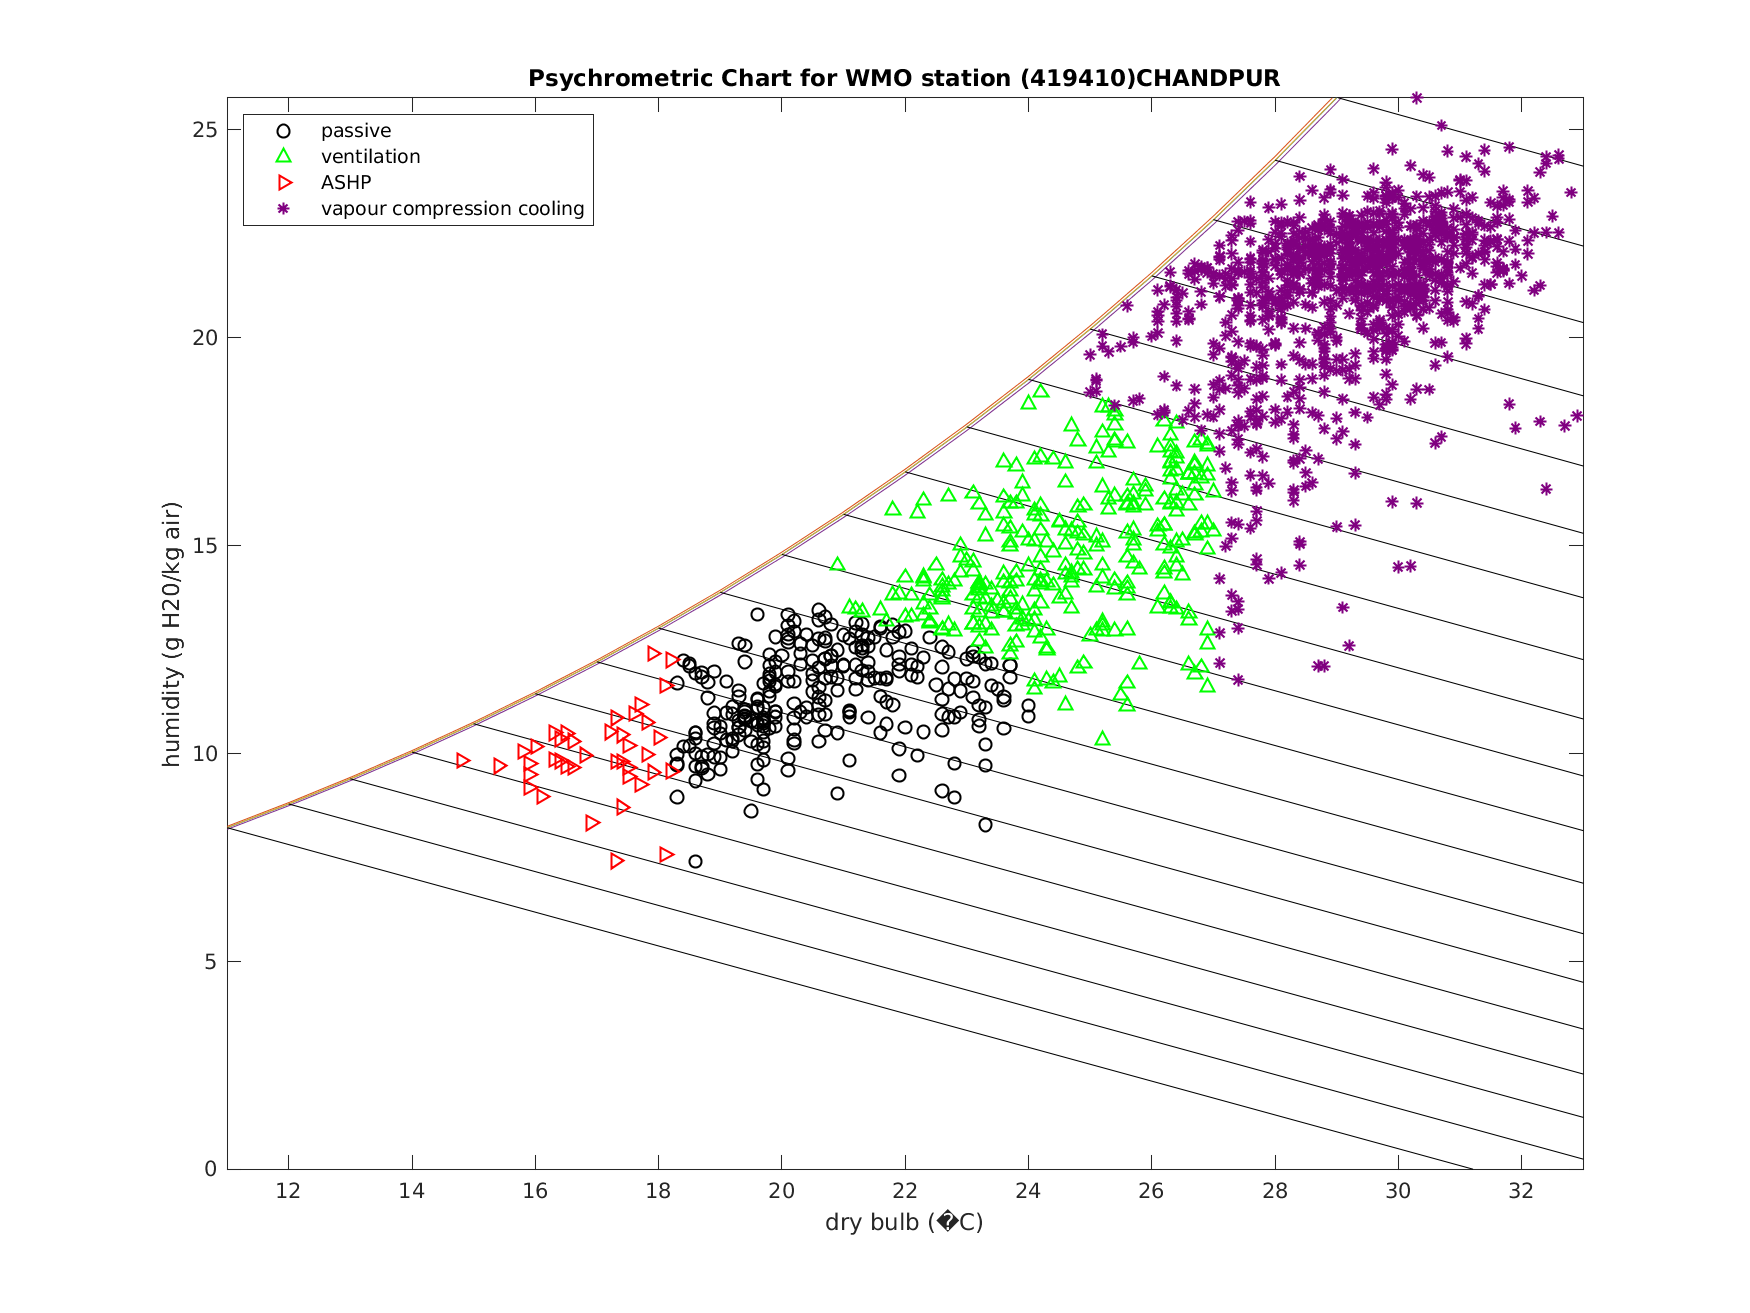 Psychrometric Chart for WMO station (419410)CHANDPUR
passive
ventilation
ASHP
vapour compression cooling
humidity (g H20/kg air)
25
20
15
10
5
0
12 14 16 18 20 22 24 26 28 30 32
dry bulb (�C)